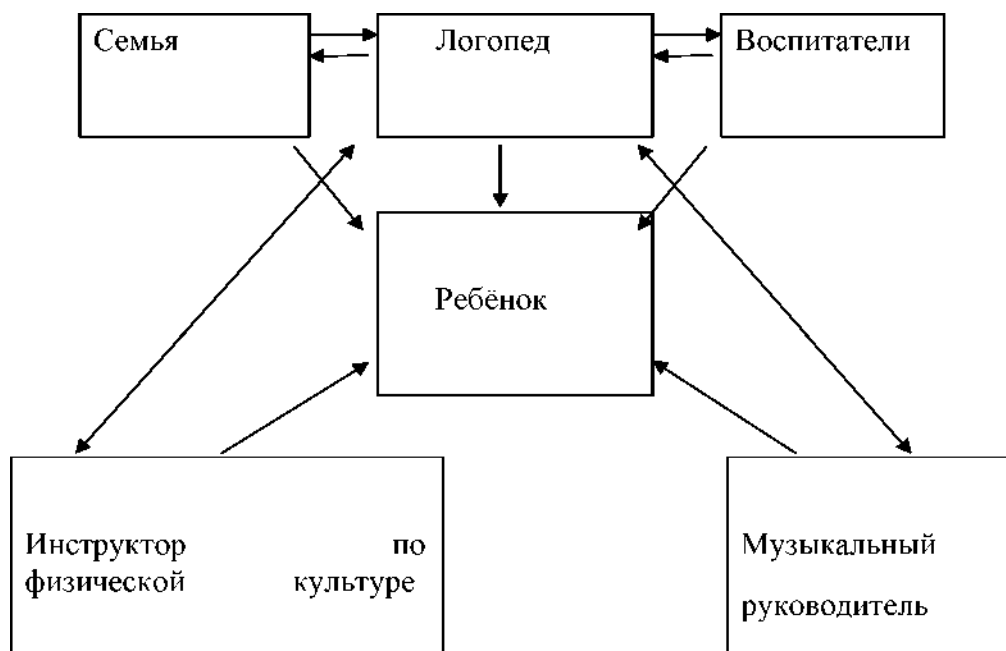 Семья
Логопед
Воспитатели
Ребёнок
Инструктор по
физической культуре
Музыкальный
руководитель